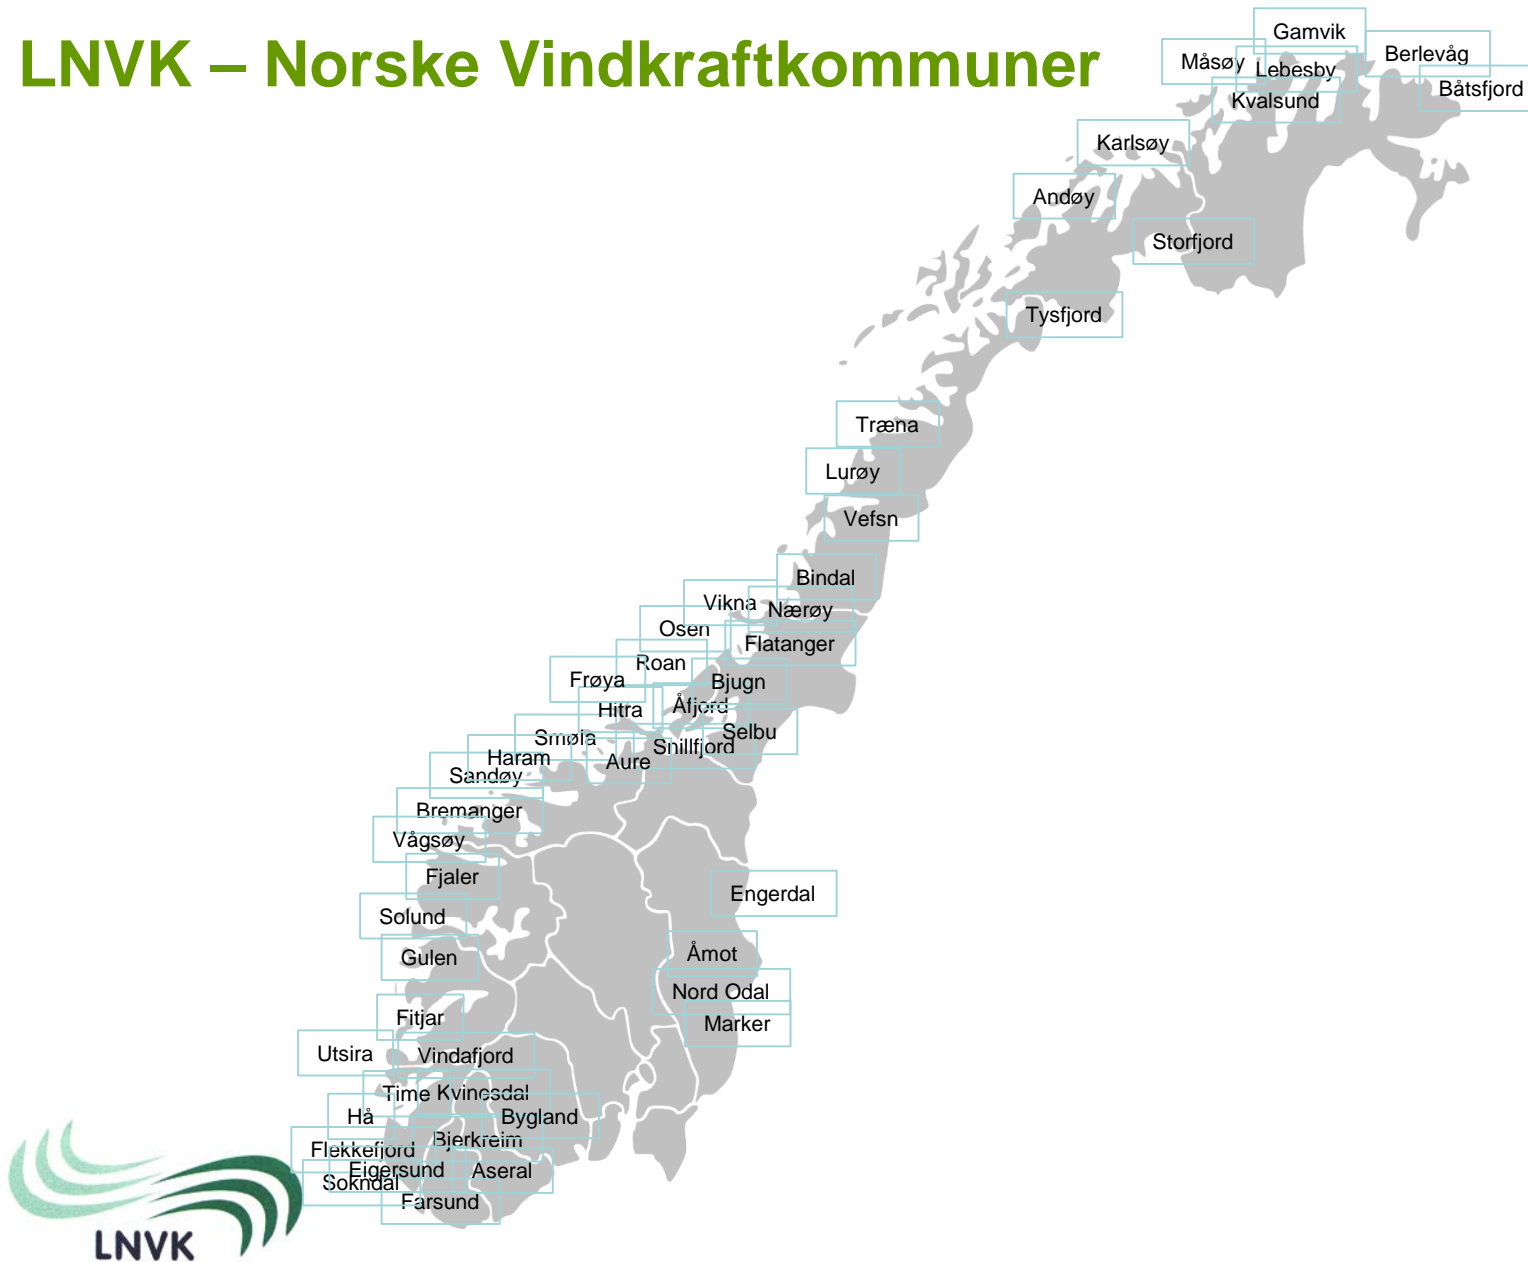 LNVK – Norske Vindkraftkommuner
Gamvik
Berlevåg
Måsøy
Lebesby
Båtsfjord
Kvalsund
Karlsøy
Andøy
Storfjord
Tysfjord
Træna
Lurøy
Vefsn
Bindal
Vikna
Nærøy
Osen
Flatanger
Roan
Frøya
Bjugn
Hitra
Åfjord
Selbu
Smøla
Snillfjord
Haram
Aure
Sandøy
Bremanger
Vågsøy
Fjaler
Engerdal
Solund
Åmot
Gulen
Nord Odal
Fitjar
Marker
Utsira
Vindafjord
Time
Kvinesdal
Hå
Bygland
Flekkefjord
Bjerkreim
Eigersund
Aseral
Sokndal
Farsund
LNVK